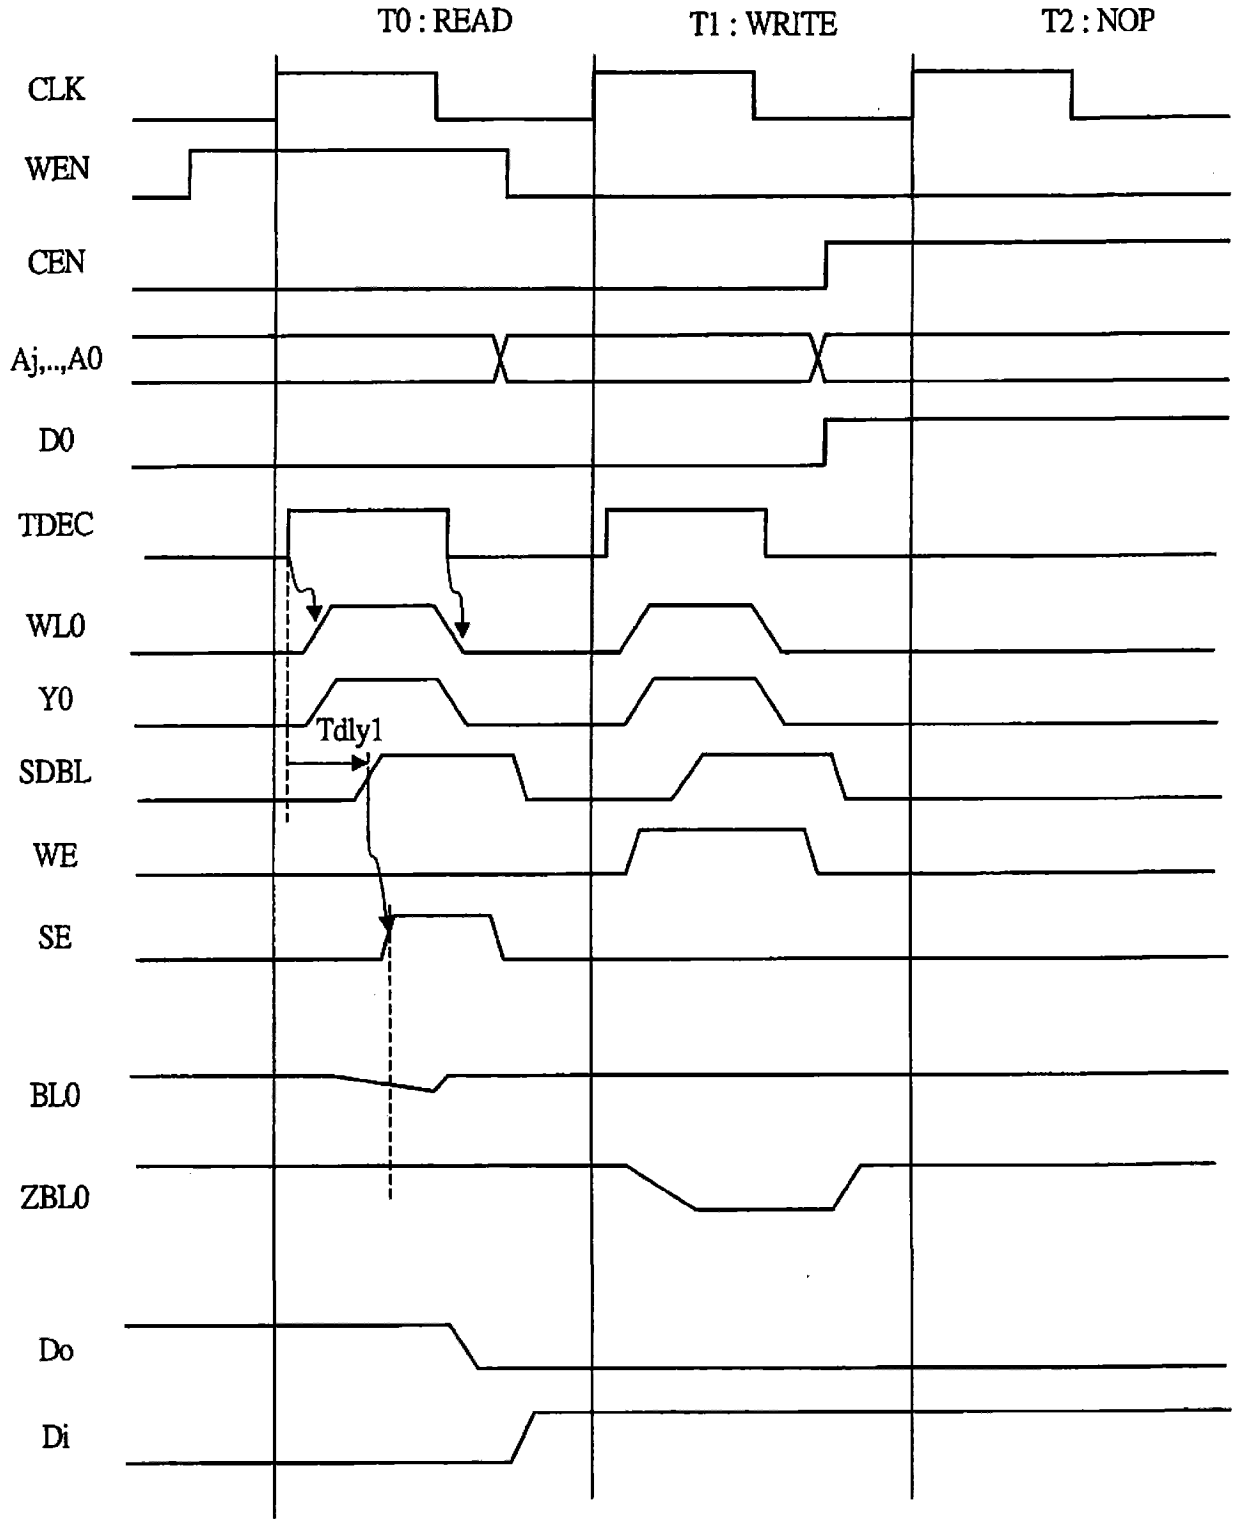 T0 : READ T1 : WRITE T2 : NOP
CLK
WEN
CEN
Aj,..,A0
D0
TDEC
WL0
Y0
Tdly1
SDBL
WE
SE
BL0
ZBL0
Do
Di